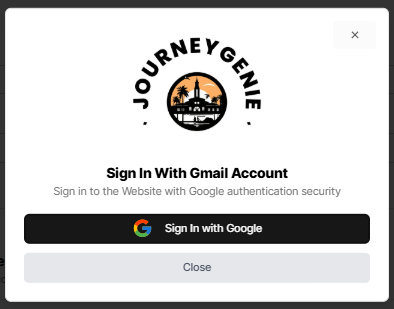 ×
JOURNEYGENIE
Sign In With Gmail Account
Sign in to the Website with Google authentication security
Sign In with Google
Close